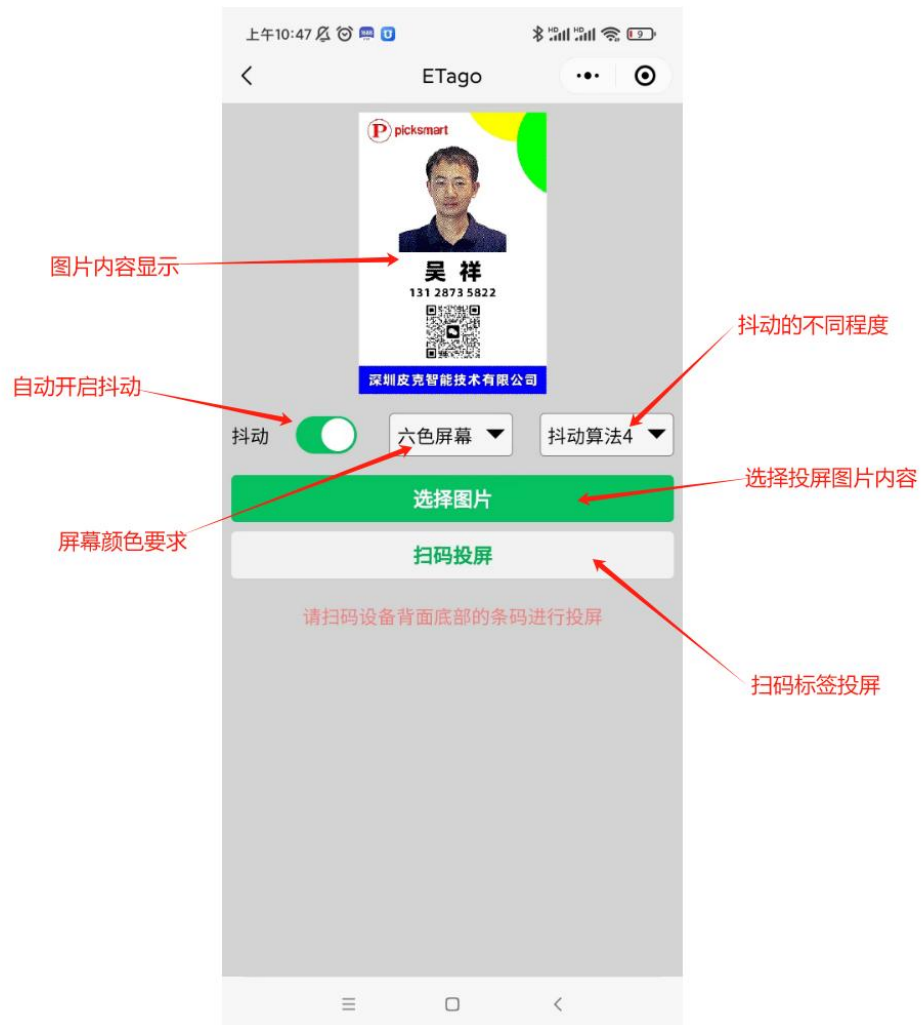 上午10:47
HD HD 19
ETago
P picksmart
图片内容显示
吴 祥
131 2873 5822
抖动的不同程度
深圳皮克智能技术有限公司
自动开启抖动
抖动
六色屏幕
抖动算法4
选择图片
选择投屏图片内容
屏幕颜色要求
扫码投屏
请扫码设备背面底部的条码进行投屏
扫码标签投屏